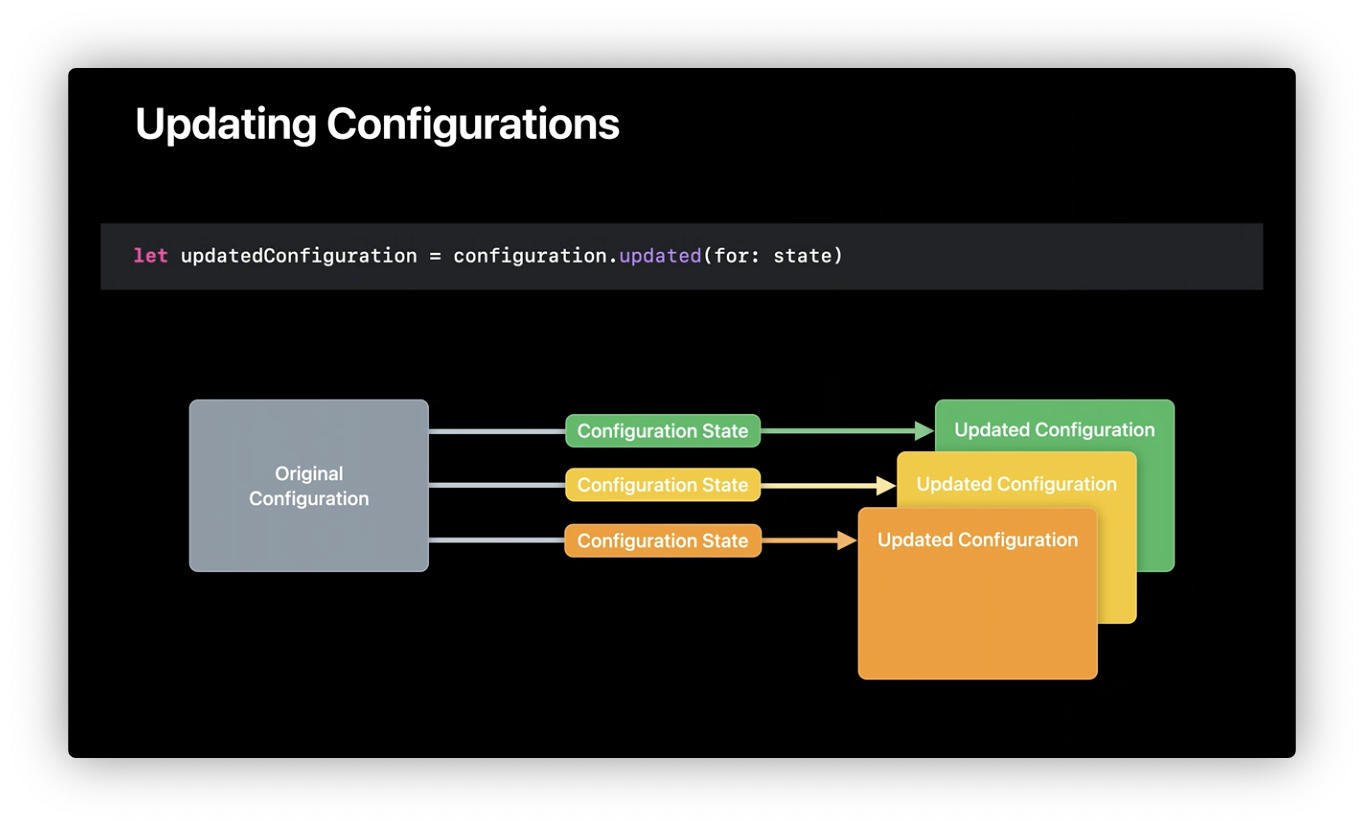 Updating Configurations
let updatedConfiguration = configuration.updated(for: state)
Original
Configuration
Configuration State
Updated Configuration
Configuration State
Updated Configuration
Configuration State
Updated Configuration